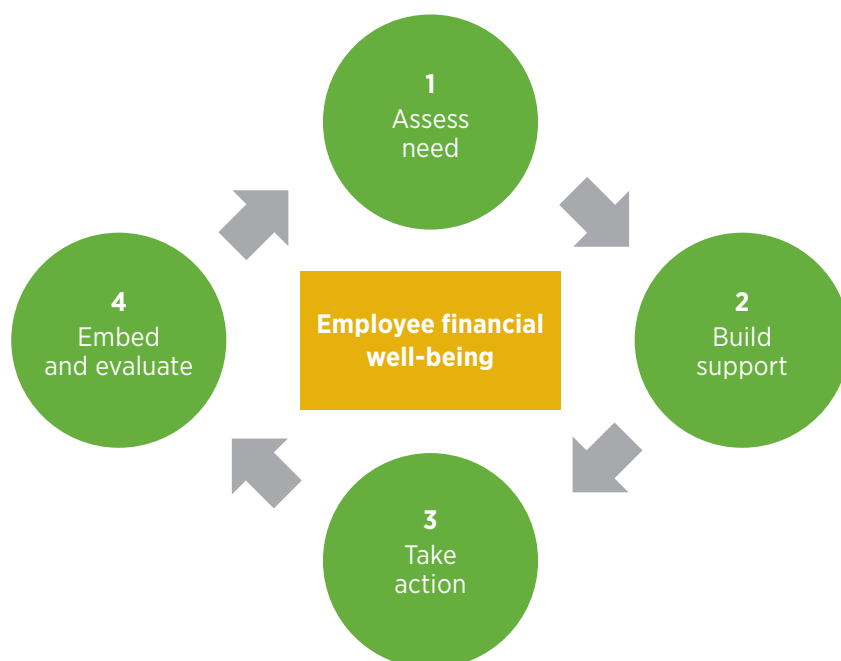 1
Assess
need
2
Build
support
3
Take
action
4
Embed
and evaluate
Employee financial
well-being